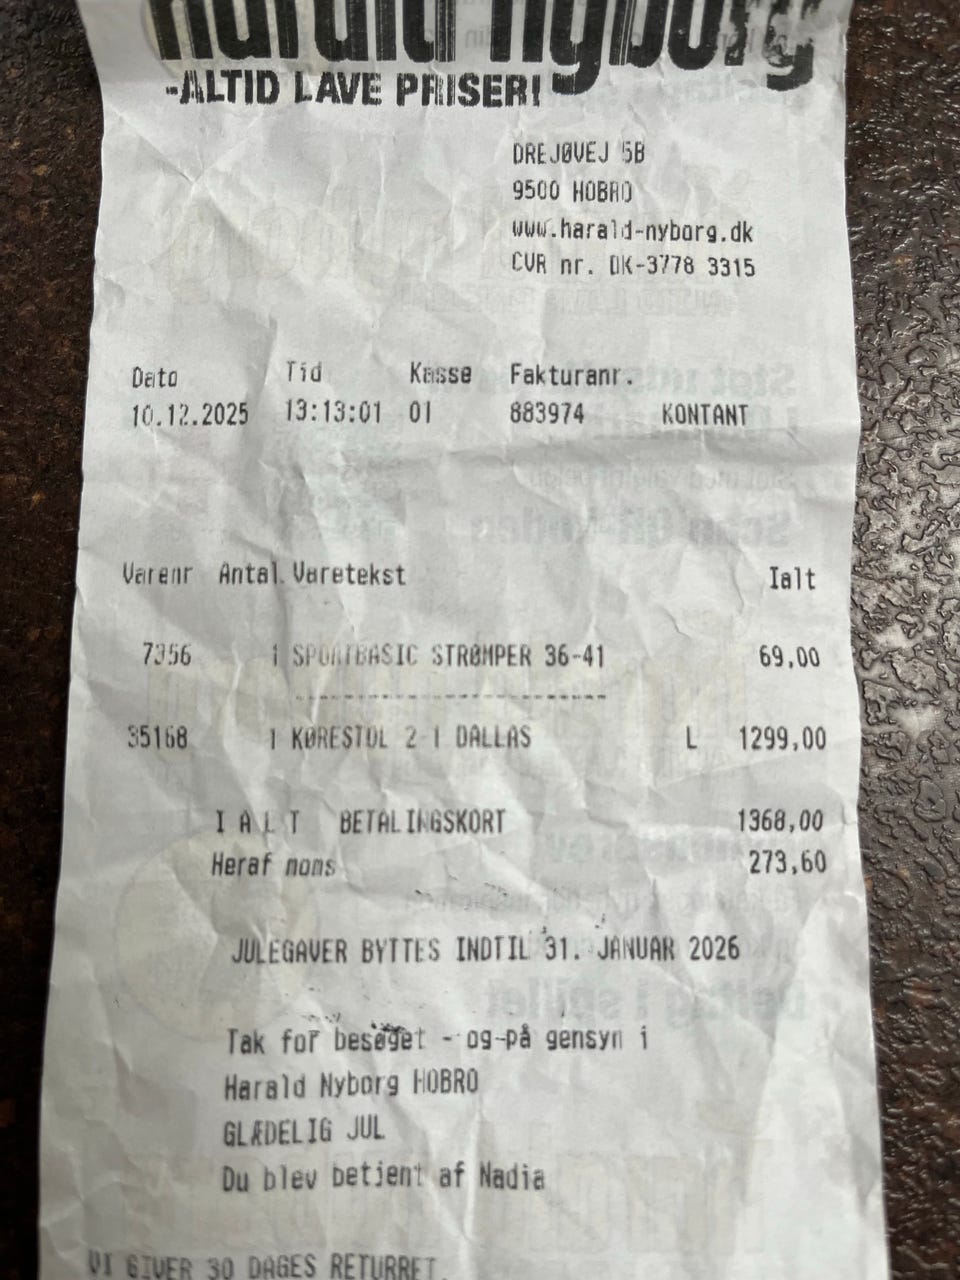 Harald Nyborg
-ALTID LAVE PRISER!
DREJØVEJ 5B
9500 HOBRO
www.harald-nyborg.dk
CVR nr. DK-3778 3315
Dato Tid Kasse Fakturanr.
10.12.2025 13:13:01 01 883974 KONTANT
Varenr Antal Varetekst Ialt
7356 1 SPORTBASIC STRØMPER 36-41 69,00
--------------------------
35168 1 KØRESTOL 2-1 DALLAS L 1299,00
I A L T BETALINGSKORT 1368,00
Heraf moms 273,60
JULEGAVER BYTTES INDTIL 31. JANUAR 2026
Tak for besøget - og-på gensyn i
Harald Nyborg HOBRO
GLÆDELIG JUL
Du blev betjent af Nadia
VI GIVER 30 DAGES RETURRET